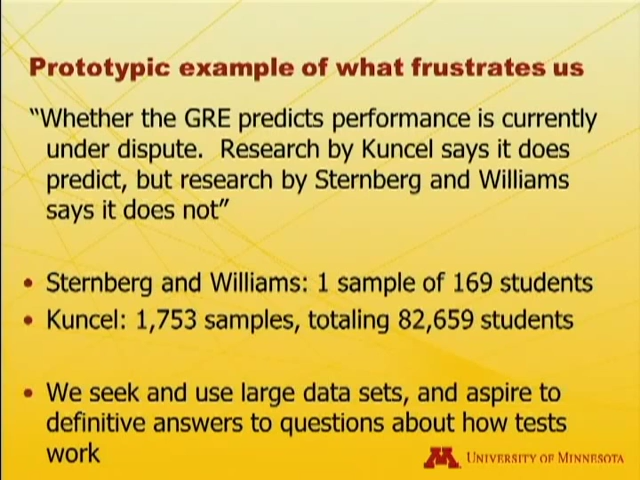 Prototypic example of what frustrates us
“Whether the GRE predicts performance is currently
under dispute. Research by Kuncel says it does
predict, but research by Sternberg and Williams
says it does not”
• Sternberg and Williams: 1 sample of 169 students
• Kuncel: 1,753 samples, totaling 82,659 students
• We seek and use large data sets, and aspire to
definitive answers to questions about how tests
work
M UNIVERSITY OF MINNESOTA